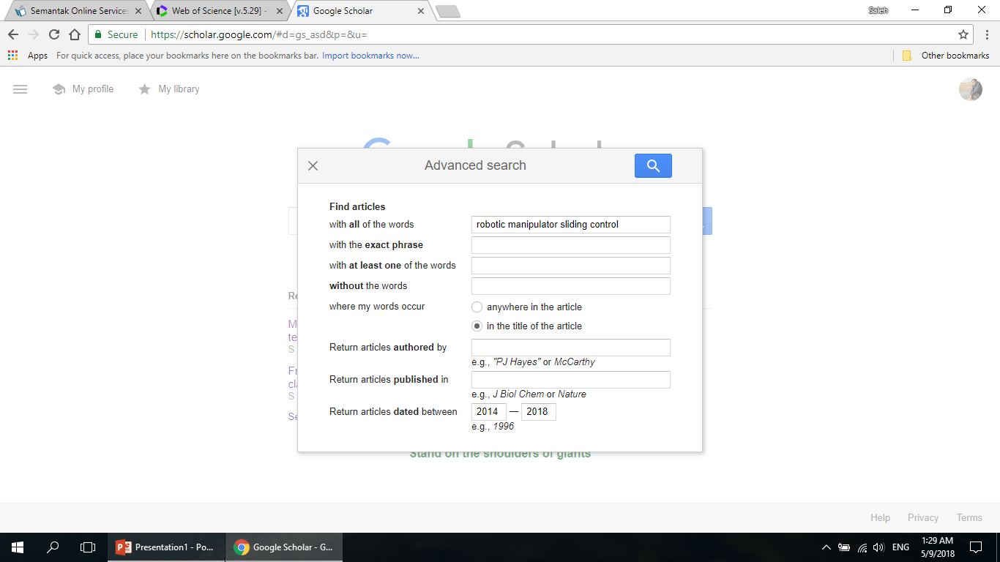 Semantak Online Services
Web of Science [v.5.29] -
Google Scholar
Saleh
Secure
https://scholar.google.com/#d=gs_asd&p=&u=
Apps
For quick access, place your bookmarks here on the bookmarks bar. Import bookmarks now...
Other bookmarks
My profile
My library
Advanced search
Find articles
with all of the words
robotic manipulator sliding control
with the exact phrase
with at least one of the words
without the words
where my words occur
anywhere in the article
in the title of the article
Return articles authored by
e.g., "PJ Hayes" or McCarthy
Return articles published in
e.g., J Biol Chem or Nature
Return articles dated between
2014 — 2018
e.g., 1996
Stand on the shoulders of giants
Help Privacy Terms
Presentation1 - Po...
Google Scholar - G...
ENG
1:29 AM
5/9/2018